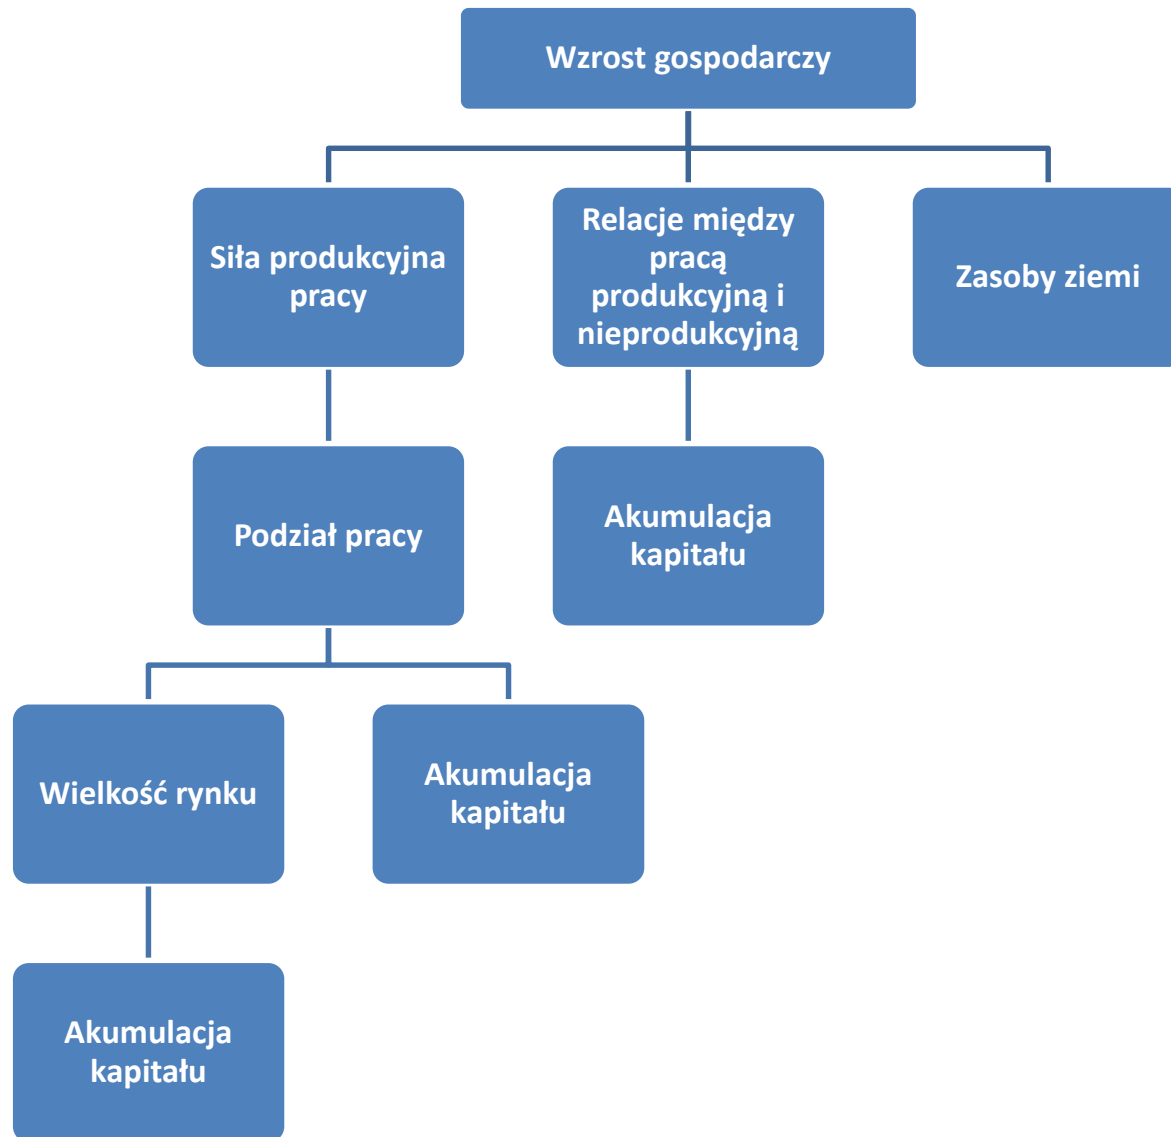 Wzrost gospodarczy
Siła produkcyjna
pracy
Relacje między
pracą
produkcyjną i
nieprodukcyjną
Zasoby ziemi
Podział pracy
Akumulacja
kapitału
Wielkość rynku
Akumulacja
kapitału
Akumulacja
kapitału